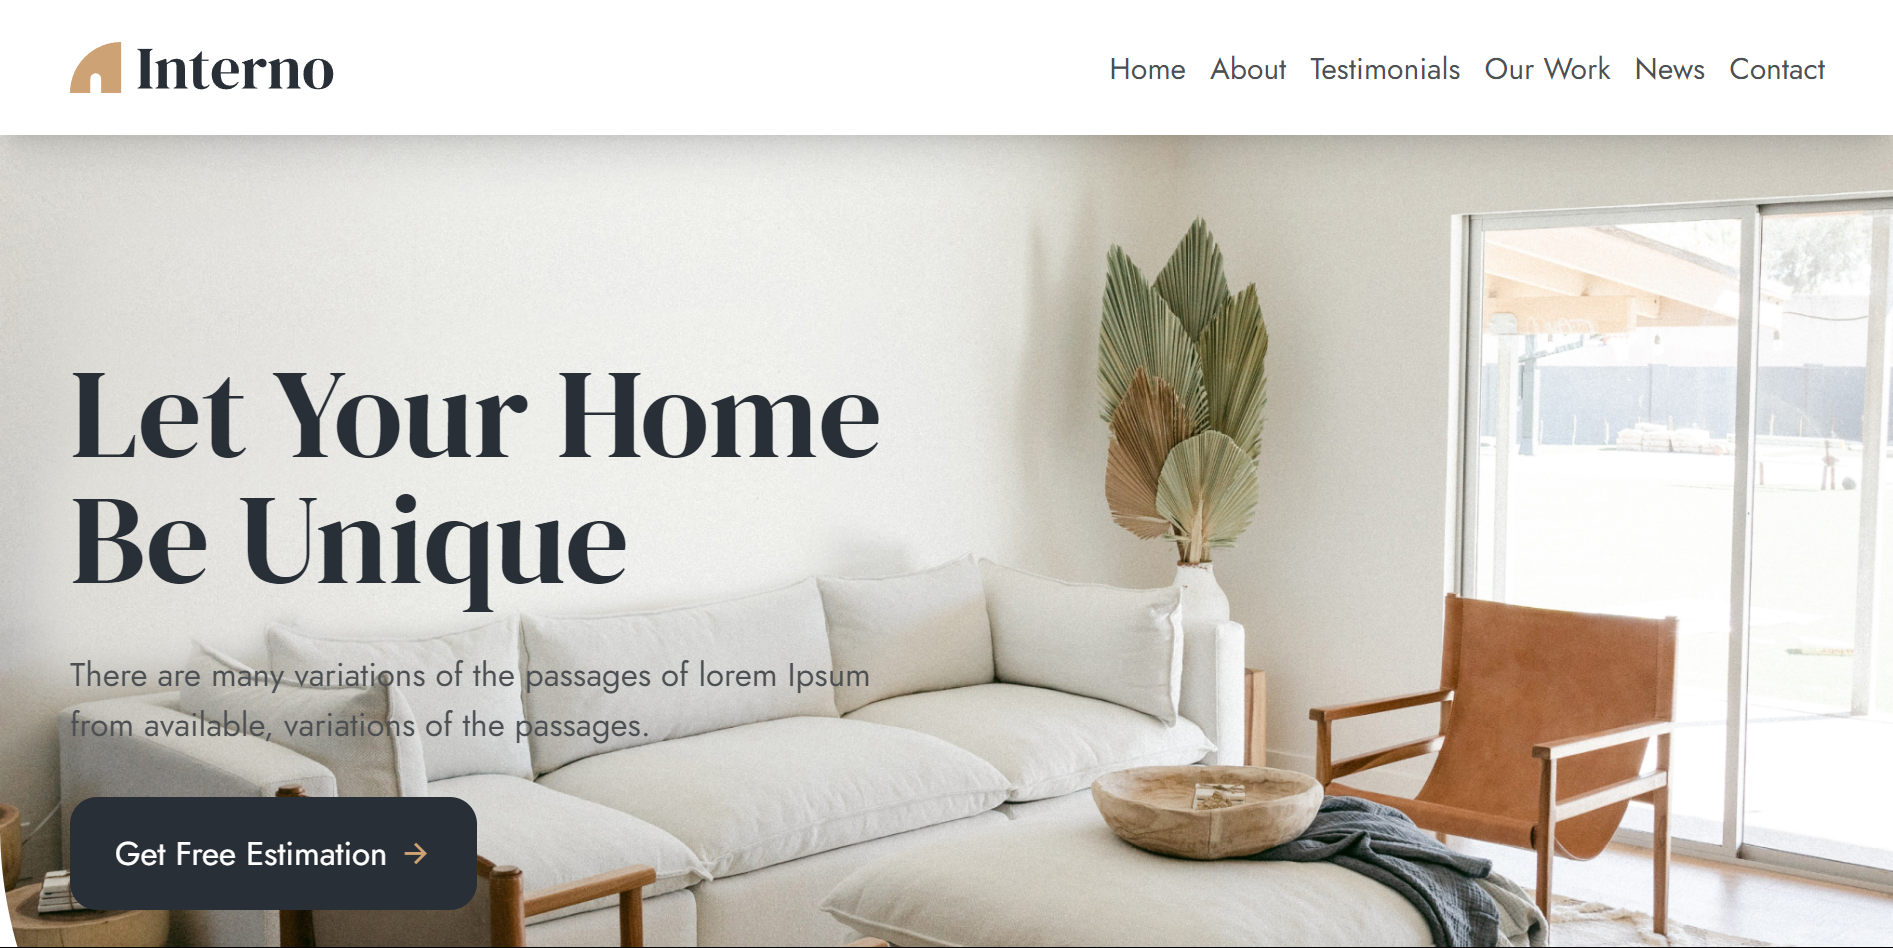 Interno
Home About Testimonials Our Work News Contact
Let Your Home
Be Unique
There are many variations of the passages of lorem Ipsum
from available, variations of the passages.
Get Free Estimation →